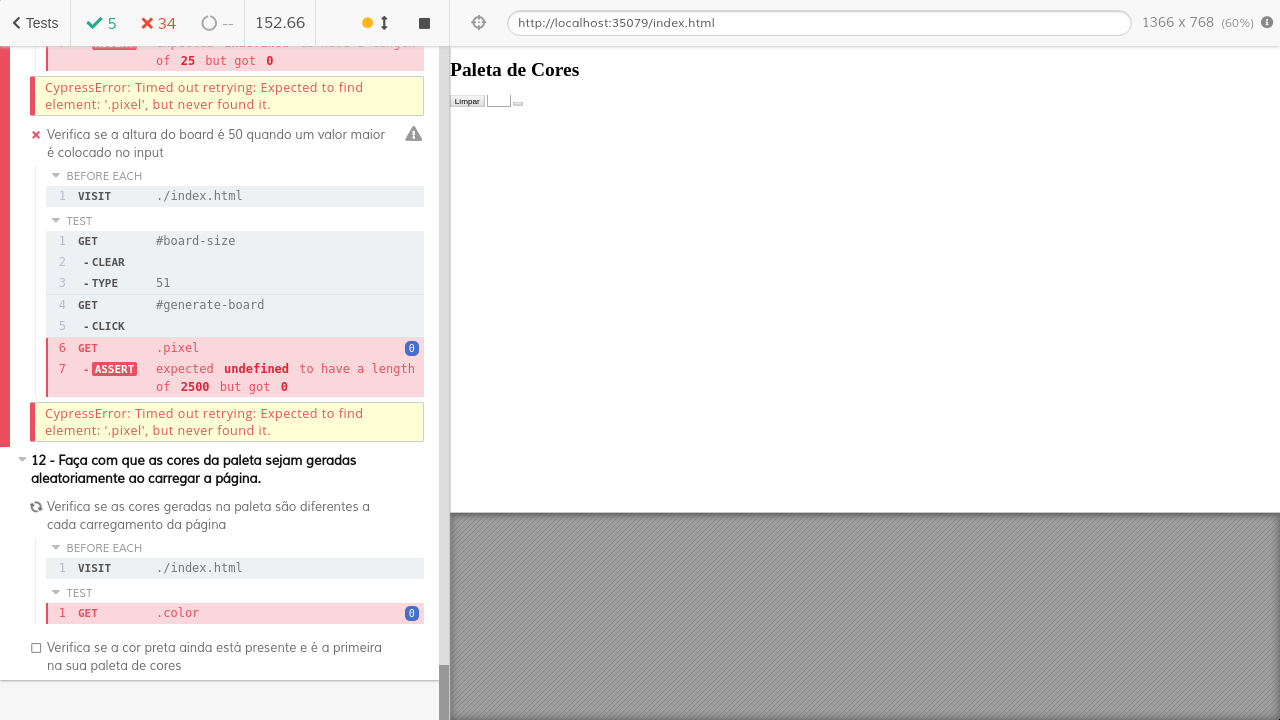 Tests 5 34 -- 152.66 http://localhost:35079/index.html 1366 x 768 (60%)
of 25 but got 0
CypressError: Timed out retrying: Expected to find
element: '.pixel', but never found it.
Verifica se a altura do board é 50 quando um valor maior
é colocado no input
BEFORE EACH
1 VISIT ./index.html
TEST
1 GET #board-size
2 - CLEAR
3 - TYPE 51
4 GET #generate-board
5 - CLICK
6 GET .pixel 0
7 - ASSERT expected undefined to have a length
of 2500 but got 0
CypressError: Timed out retrying: Expected to find
element: '.pixel', but never found it.
12 - Faça com que as cores da paleta sejam geradas
aleatoriamente ao carregar a página.
Verifica se as cores geradas na paleta são diferentes a
cada carregamento da página
BEFORE EACH
1 VISIT ./index.html
TEST
1 GET .color 0
Verifica se a cor preta ainda está presente e é a primeira
na sua paleta de cores
Paleta de Cores
Limpar